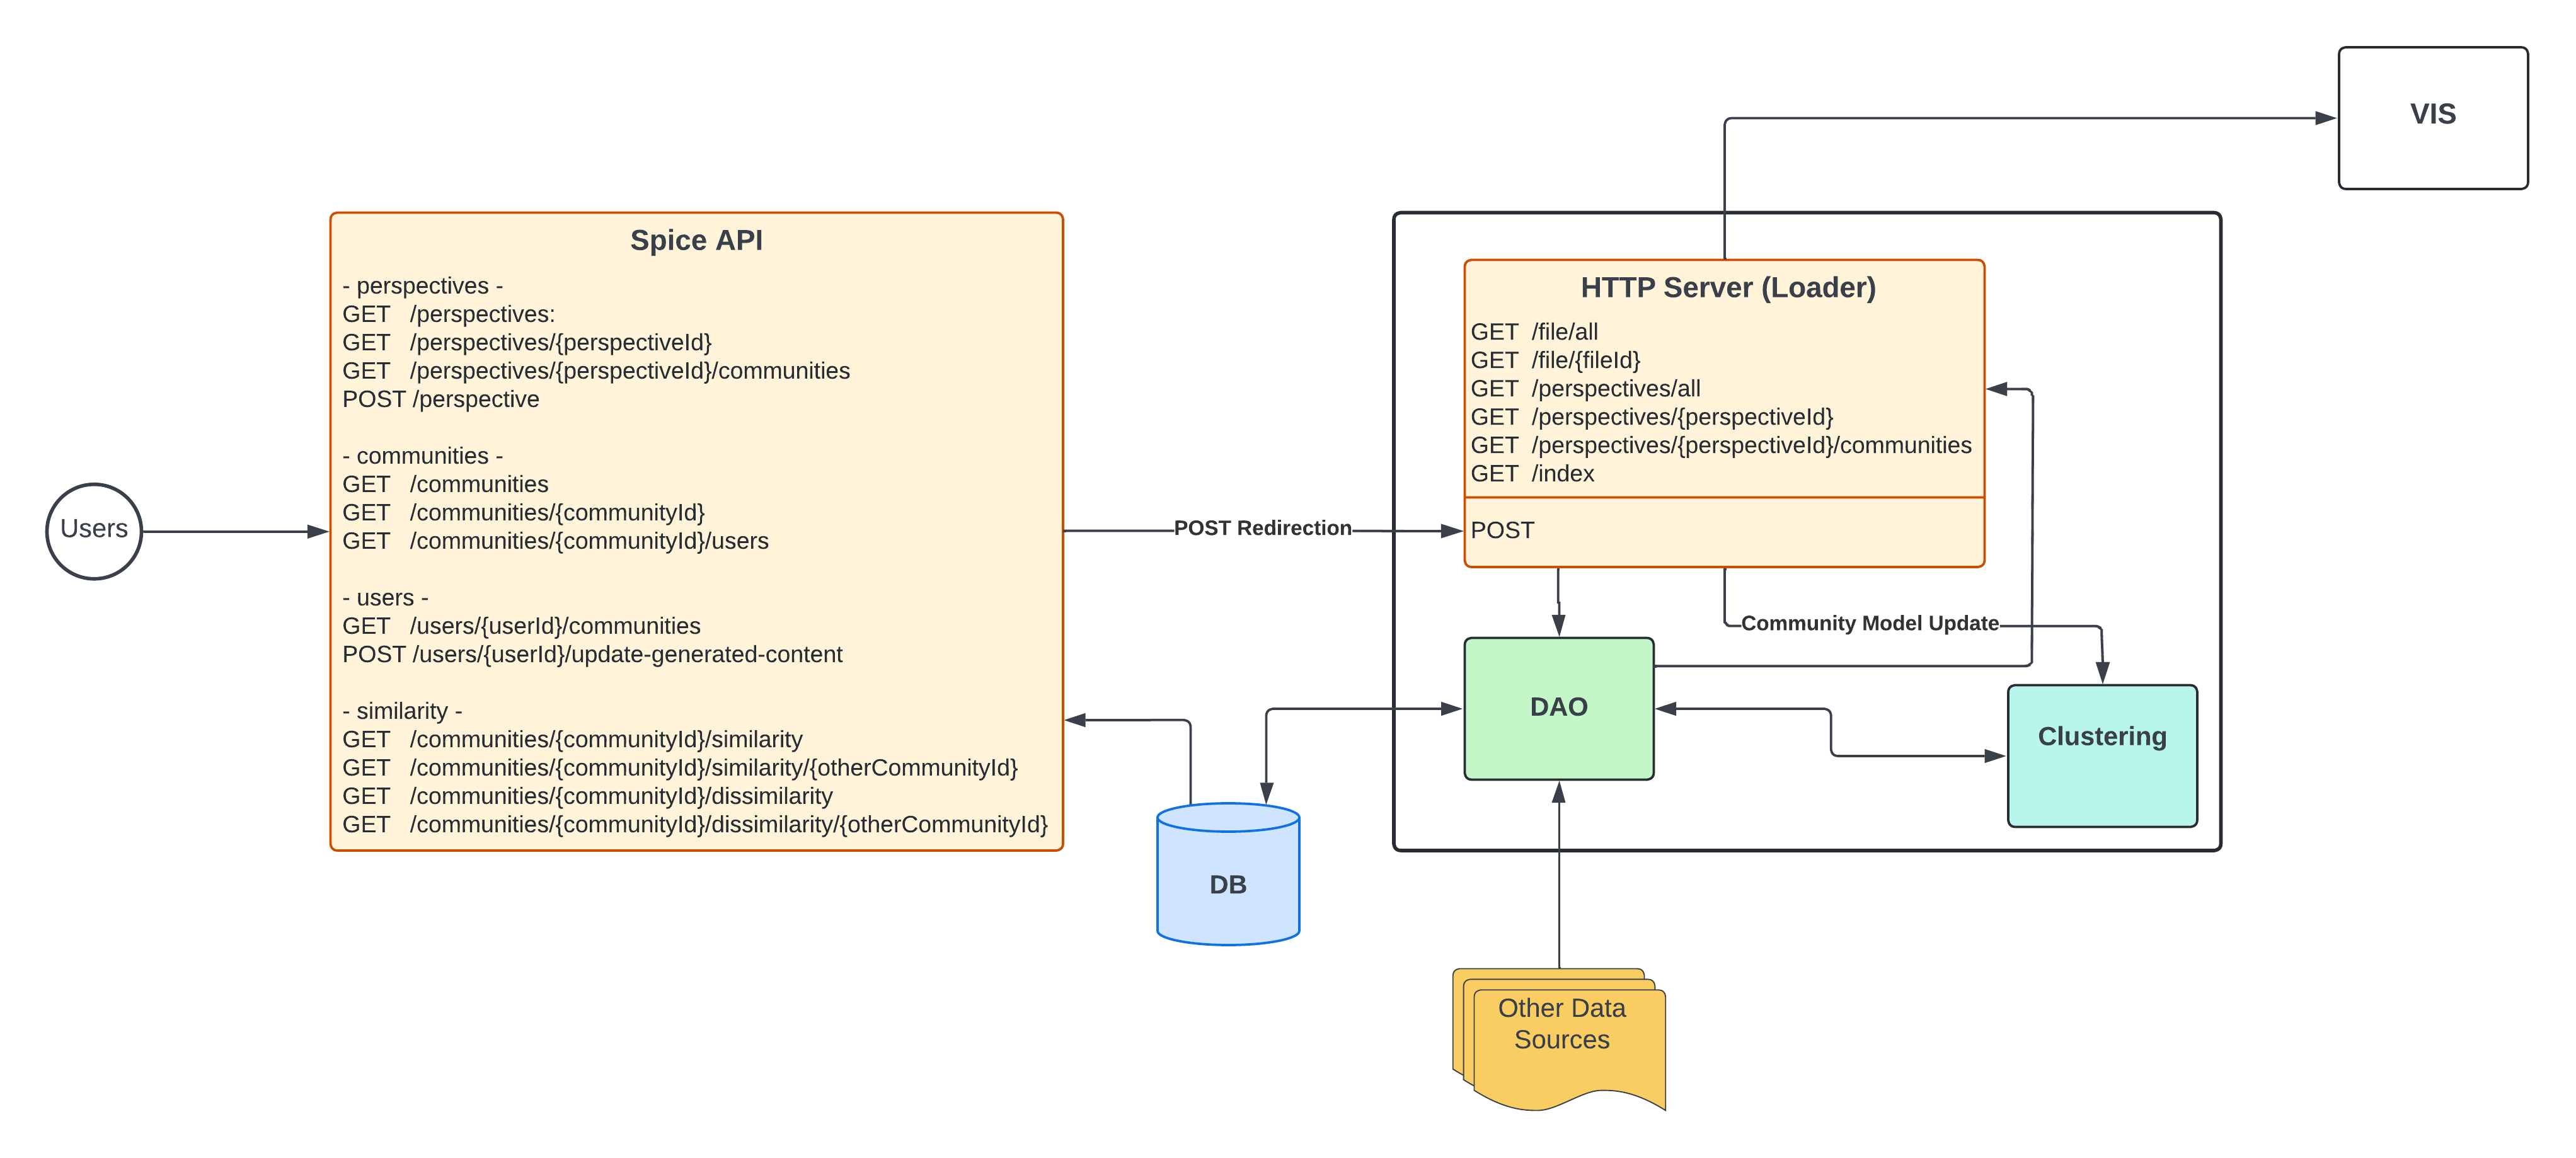 VIS
Spice API
- perspectives -
GET /perspectives:
GET /perspectives/{perspectiveId}
GET /perspectives/{perspectiveId}/communities
POST /perspective
- communities -
GET /communities
GET /communities/{communityId}
GET /communities/{communityId}/users
- users -
GET /users/{userId}/communities
POST /users/{userId}/update-generated-content
- similarity -
GET /communities/{communityId}/similarity
GET /communities/{communityId}/similarity/{otherCommunityId}
GET /communities/{communityId}/dissimilarity
GET /communities/{communityId}/dissimilarity/{otherCommunityId}
Users
POST Redirection
HTTP Server (Loader)
GET /file/all
GET /file/{fileId}
GET /perspectives/all
GET /perspectives/{perspectiveId}
GET /perspectives/{perspectiveId}/communities
GET /index
POST
Community Model Update
DAO
Clustering
DB
Other Data
Sources